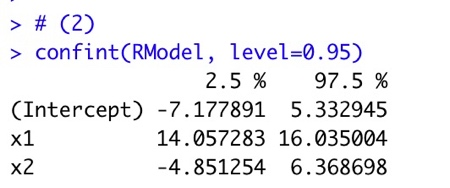 > # (2)
> confint(RModel, level=0.95)
2.5 % 97.5 %
(Intercept) -7.177891 5.332945
x1 14.057283 16.035004
x2 -4.851254 6.368698